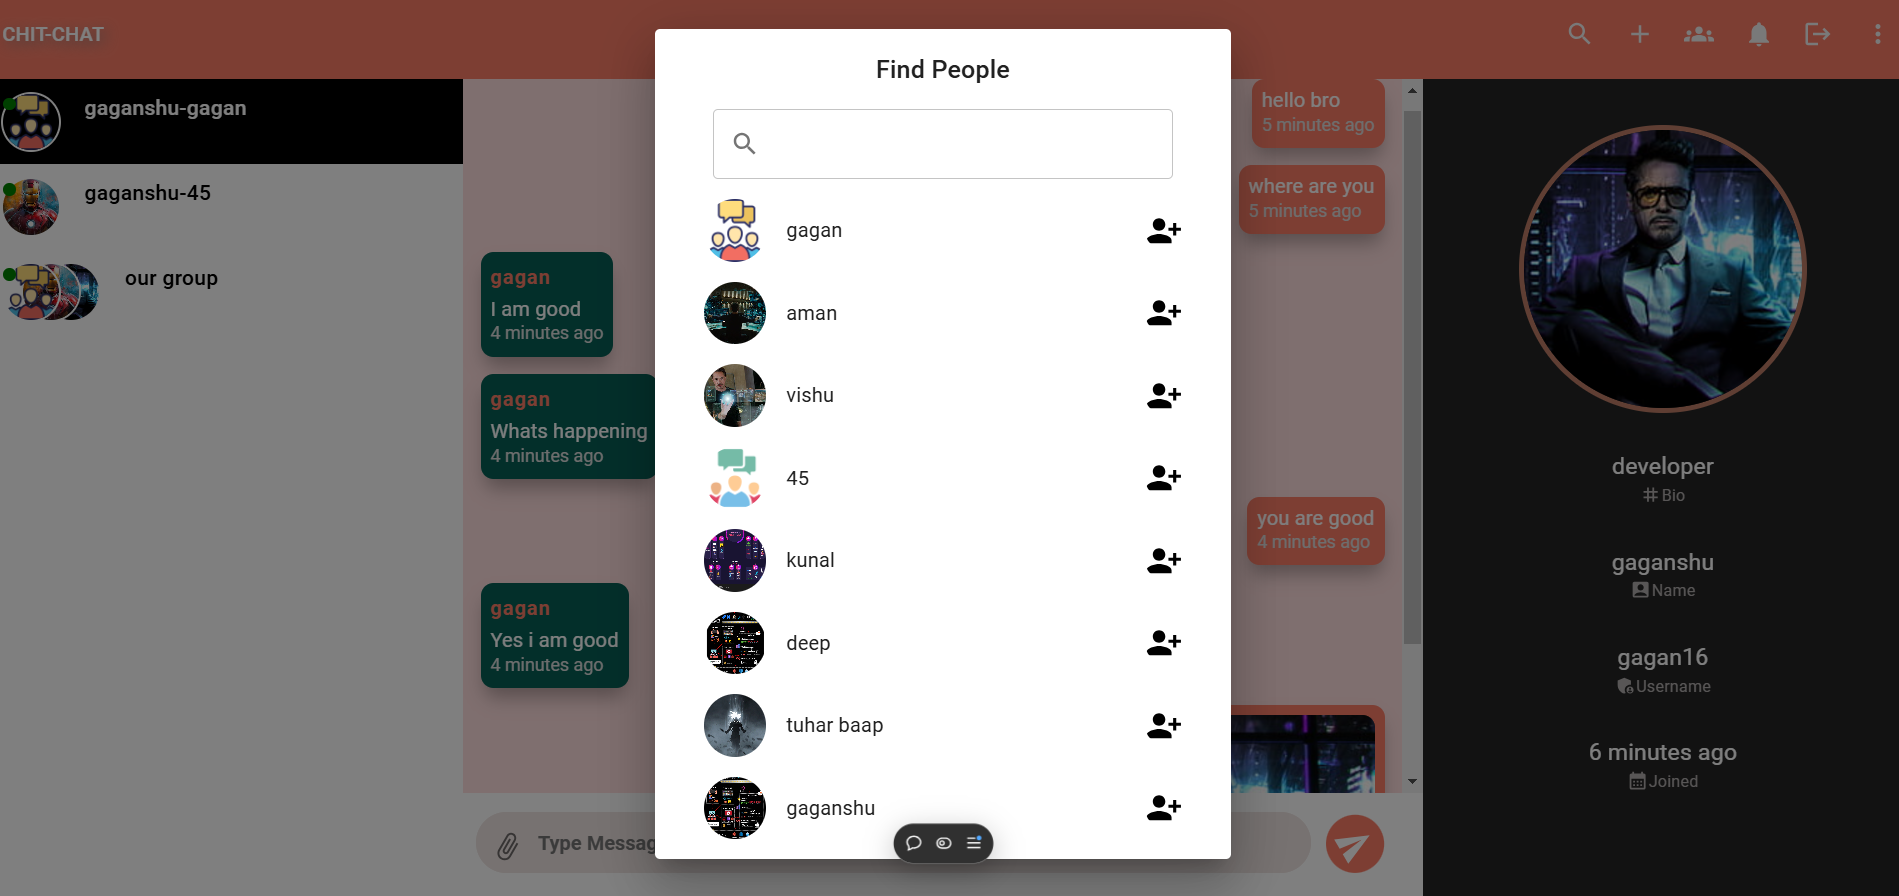 CHIT-CHAT
gaganshu-gagan
gaganshu-45
our group
gagan
I am good
4 minutes ago
gagan
Whats happening
4 minutes ago
gagan
Yes i am good
4 minutes ago
hello bro
5 minutes ago
where are you
5 minutes ago
you are good
4 minutes ago
Type Messag
Find People
gagan
aman
vishu
45
kunal
deep
tuhar baap
gaganshu
developer
Bio
gaganshu
Name
gagan16
Username
6 minutes ago
Joined